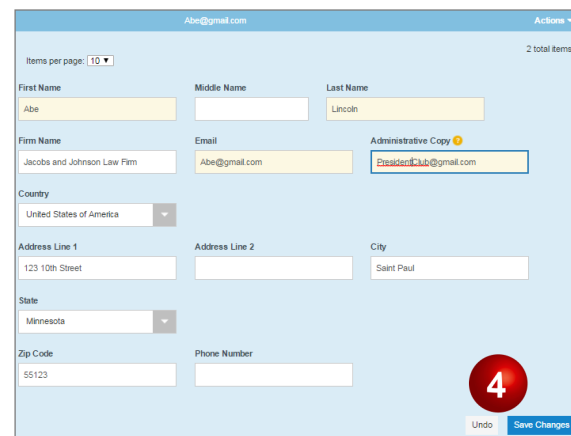 Abe@gmail.com Actions
2 total items
Items per page: 10
First Name Middle Name Last Name
Abe Lincoln
Firm Name Email Administrative Copy ?
Jacobs and Johnson Law Firm Abe@gmail.com PresidentClub@gmail.com
Country
United States of America
Address Line 1 Address Line 2 City
123 10th Street Saint Paul
State
Minnesota
Zip Code Phone Number
55123
4
Undo Save Changes